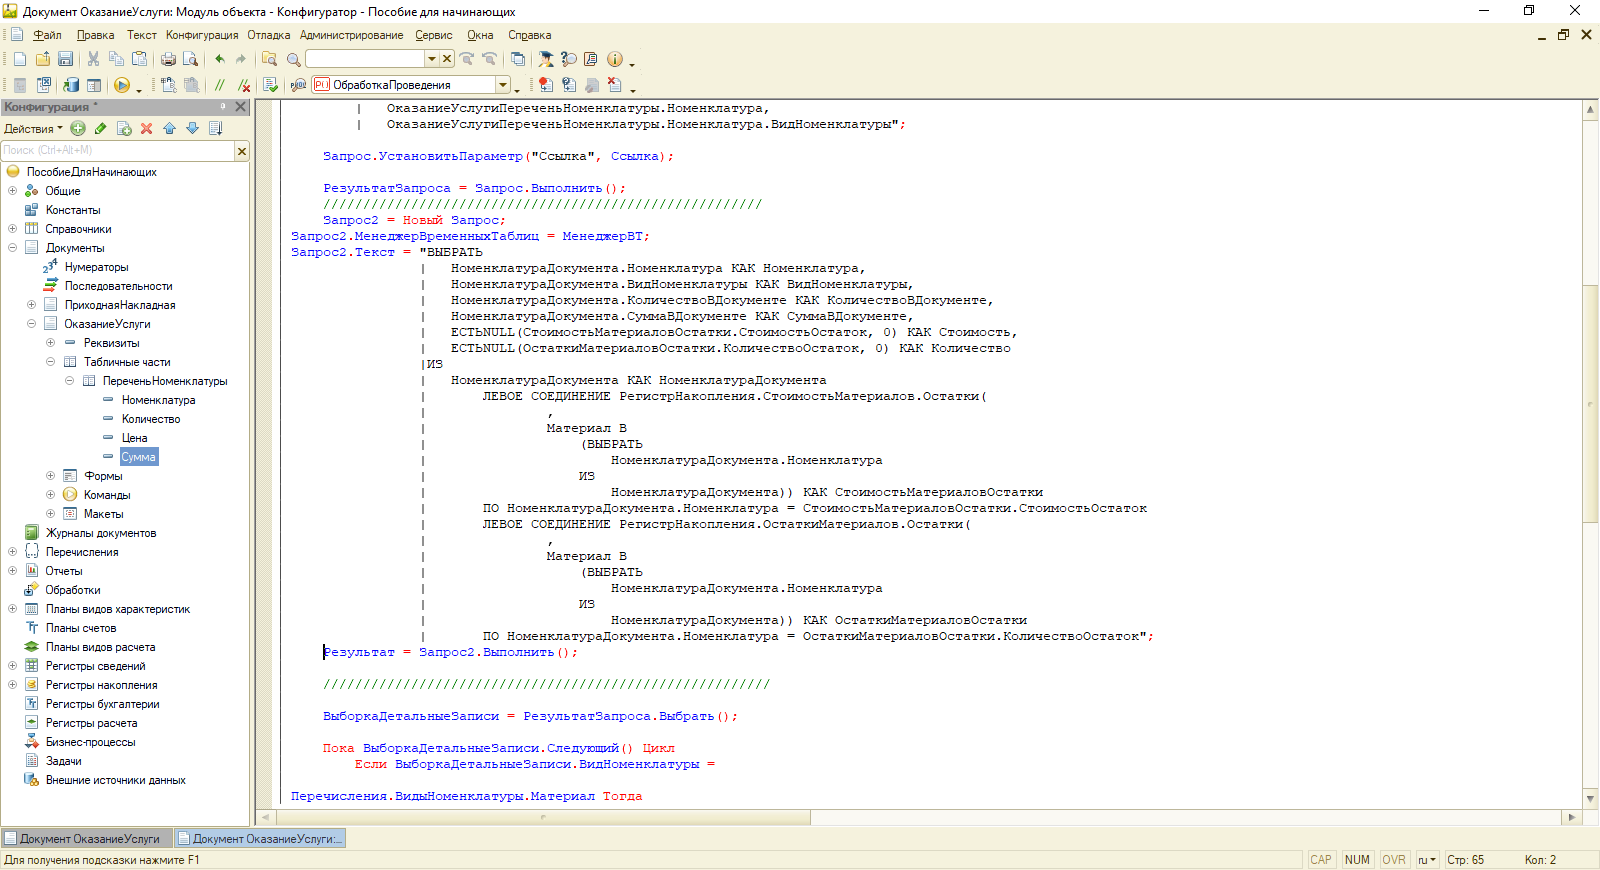 Документ ОказаниеУслуги: Модуль объекта - Конфигуратор - Пособие для начинающих
Файл Правка Текст Конфигурация Отладка Администрирование Сервис Окна Справка
ОбработкаПроведения
Конфигурация *
Действия
Поиск (Ctrl+Alt+M)
ПособиеДляНачинающих
Общие
Константы
Справочники
Документы
Нумераторы
Последовательности
ПриходнаяНакладная
ОказаниеУслуги
Реквизиты
Табличные части
ПереченьНоменклатуры
Номенклатура
Количество
Цена
Сумма
Формы
Команды
Макеты
Журналы документов
Перечисления
Отчеты
Обработки
Планы видов характеристик
Планы счетов
Планы видов расчета
Регистры сведений
Регистры накопления
Регистры бухгалтерии
Регистры расчета
Бизнес-процессы
Задачи
Внешние источники данных
| ОказаниеУслугиПереченьНоменклатуры.Номенклатура,
| ОказаниеУслугиПереченьНоменклатуры.Номенклатура.ВидНоменклатуры";
Запрос.УстановитьПараметр("Ссылка", Ссылка);
РезультатЗапроса = Запрос.Выполнить();
///////////////////////////////////////////////////////
Запрос2 = Новый Запрос;
Запрос2.МенеджерВременныхТаблиц = МенеджерВТ;
Запрос2.Текст = "ВЫБРАТЬ
| НоменклатураДокумента.Номенклатура КАК Номенклатура,
| НоменклатураДокумента.ВидНоменклатуры КАК ВидНоменклатуры,
| НоменклатураДокумента.КоличествоВДокументе КАК КоличествоВДокументе,
| НоменклатураДокумента.СуммаВДокументе КАК СуммаВДокументе,
| ЕСТЬNULL(СтоимостьМатериаловОстатки.СтоимостьОстаток, 0) КАК Стоимость,
| ЕСТЬNULL(ОстаткиМатериаловОстатки.КоличествоОстаток, 0) КАК Количество
|ИЗ
| НоменклатураДокумента КАК НоменклатураДокумента
| ЛЕВОЕ СОЕДИНЕНИЕ РегистрНакопления.СтоимостьМатериалов.Остатки(
| ,
| Материал В
| (ВЫБРАТЬ
| НоменклатураДокумента.Номенклатура
| ИЗ
| НоменклатураДокумента)) КАК СтоимостьМатериаловОстатки
| ПО НоменклатураДокумента.Номенклатура = СтоимостьМатериаловОстатки.СтоимостьОстаток
| ЛЕВОЕ СОЕДИНЕНИЕ РегистрНакопления.ОстаткиМатериалов.Остатки(
| ,
| Материал В
| (ВЫБРАТЬ
| НоменклатураДокумента.Номенклатура
| ИЗ
| НоменклатураДокумента)) КАК ОстаткиМатериаловОстатки
| ПО НоменклатураДокумента.Номенклатура = ОстаткиМатериаловОстатки.КоличествоОстаток";
Результат = Запрос2.Выполнить();
////////////////////////////////////////////////////////
ВыборкаДетальныеЗаписи = РезультатЗапроса.Выбрать();
Пока ВыборкаДетальныеЗаписи.Следующий() Цикл
Если ВыборкаДетальныеЗаписи.ВидНоменклатуры =
Перечисления.ВидыНоменклатуры.Материал Тогда
Документ ОказаниеУслуги Документ ОказаниеУслуги:...
Для получения подсказки нажмите F1 CAP NUM OVR ru Стр: 65 Кол: 2